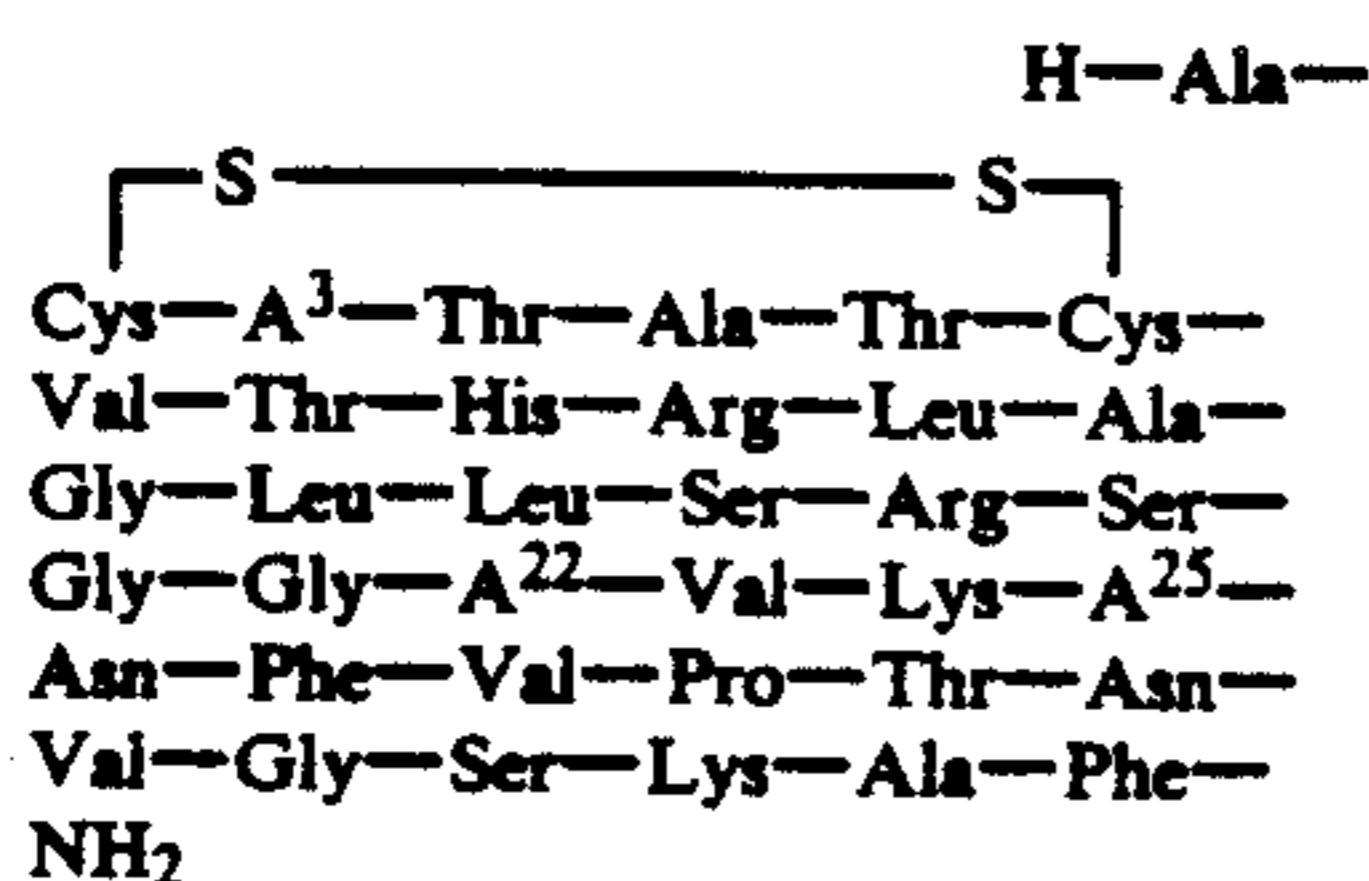 H—Ala—
S — S
Cys—A³—Thr—Ala—Thr—Cys—
Val—Thr—His—Arg—Leu—Ala—
Gly—Leu—Leu—Ser—Arg—Ser—
Gly—Gly—A²²—Val—Lys—A²⁵—
Asn—Phe—Val—Pro—Thr—Asn—
Val—Gly—Ser—Lys—Ala—Phe—
NH₂